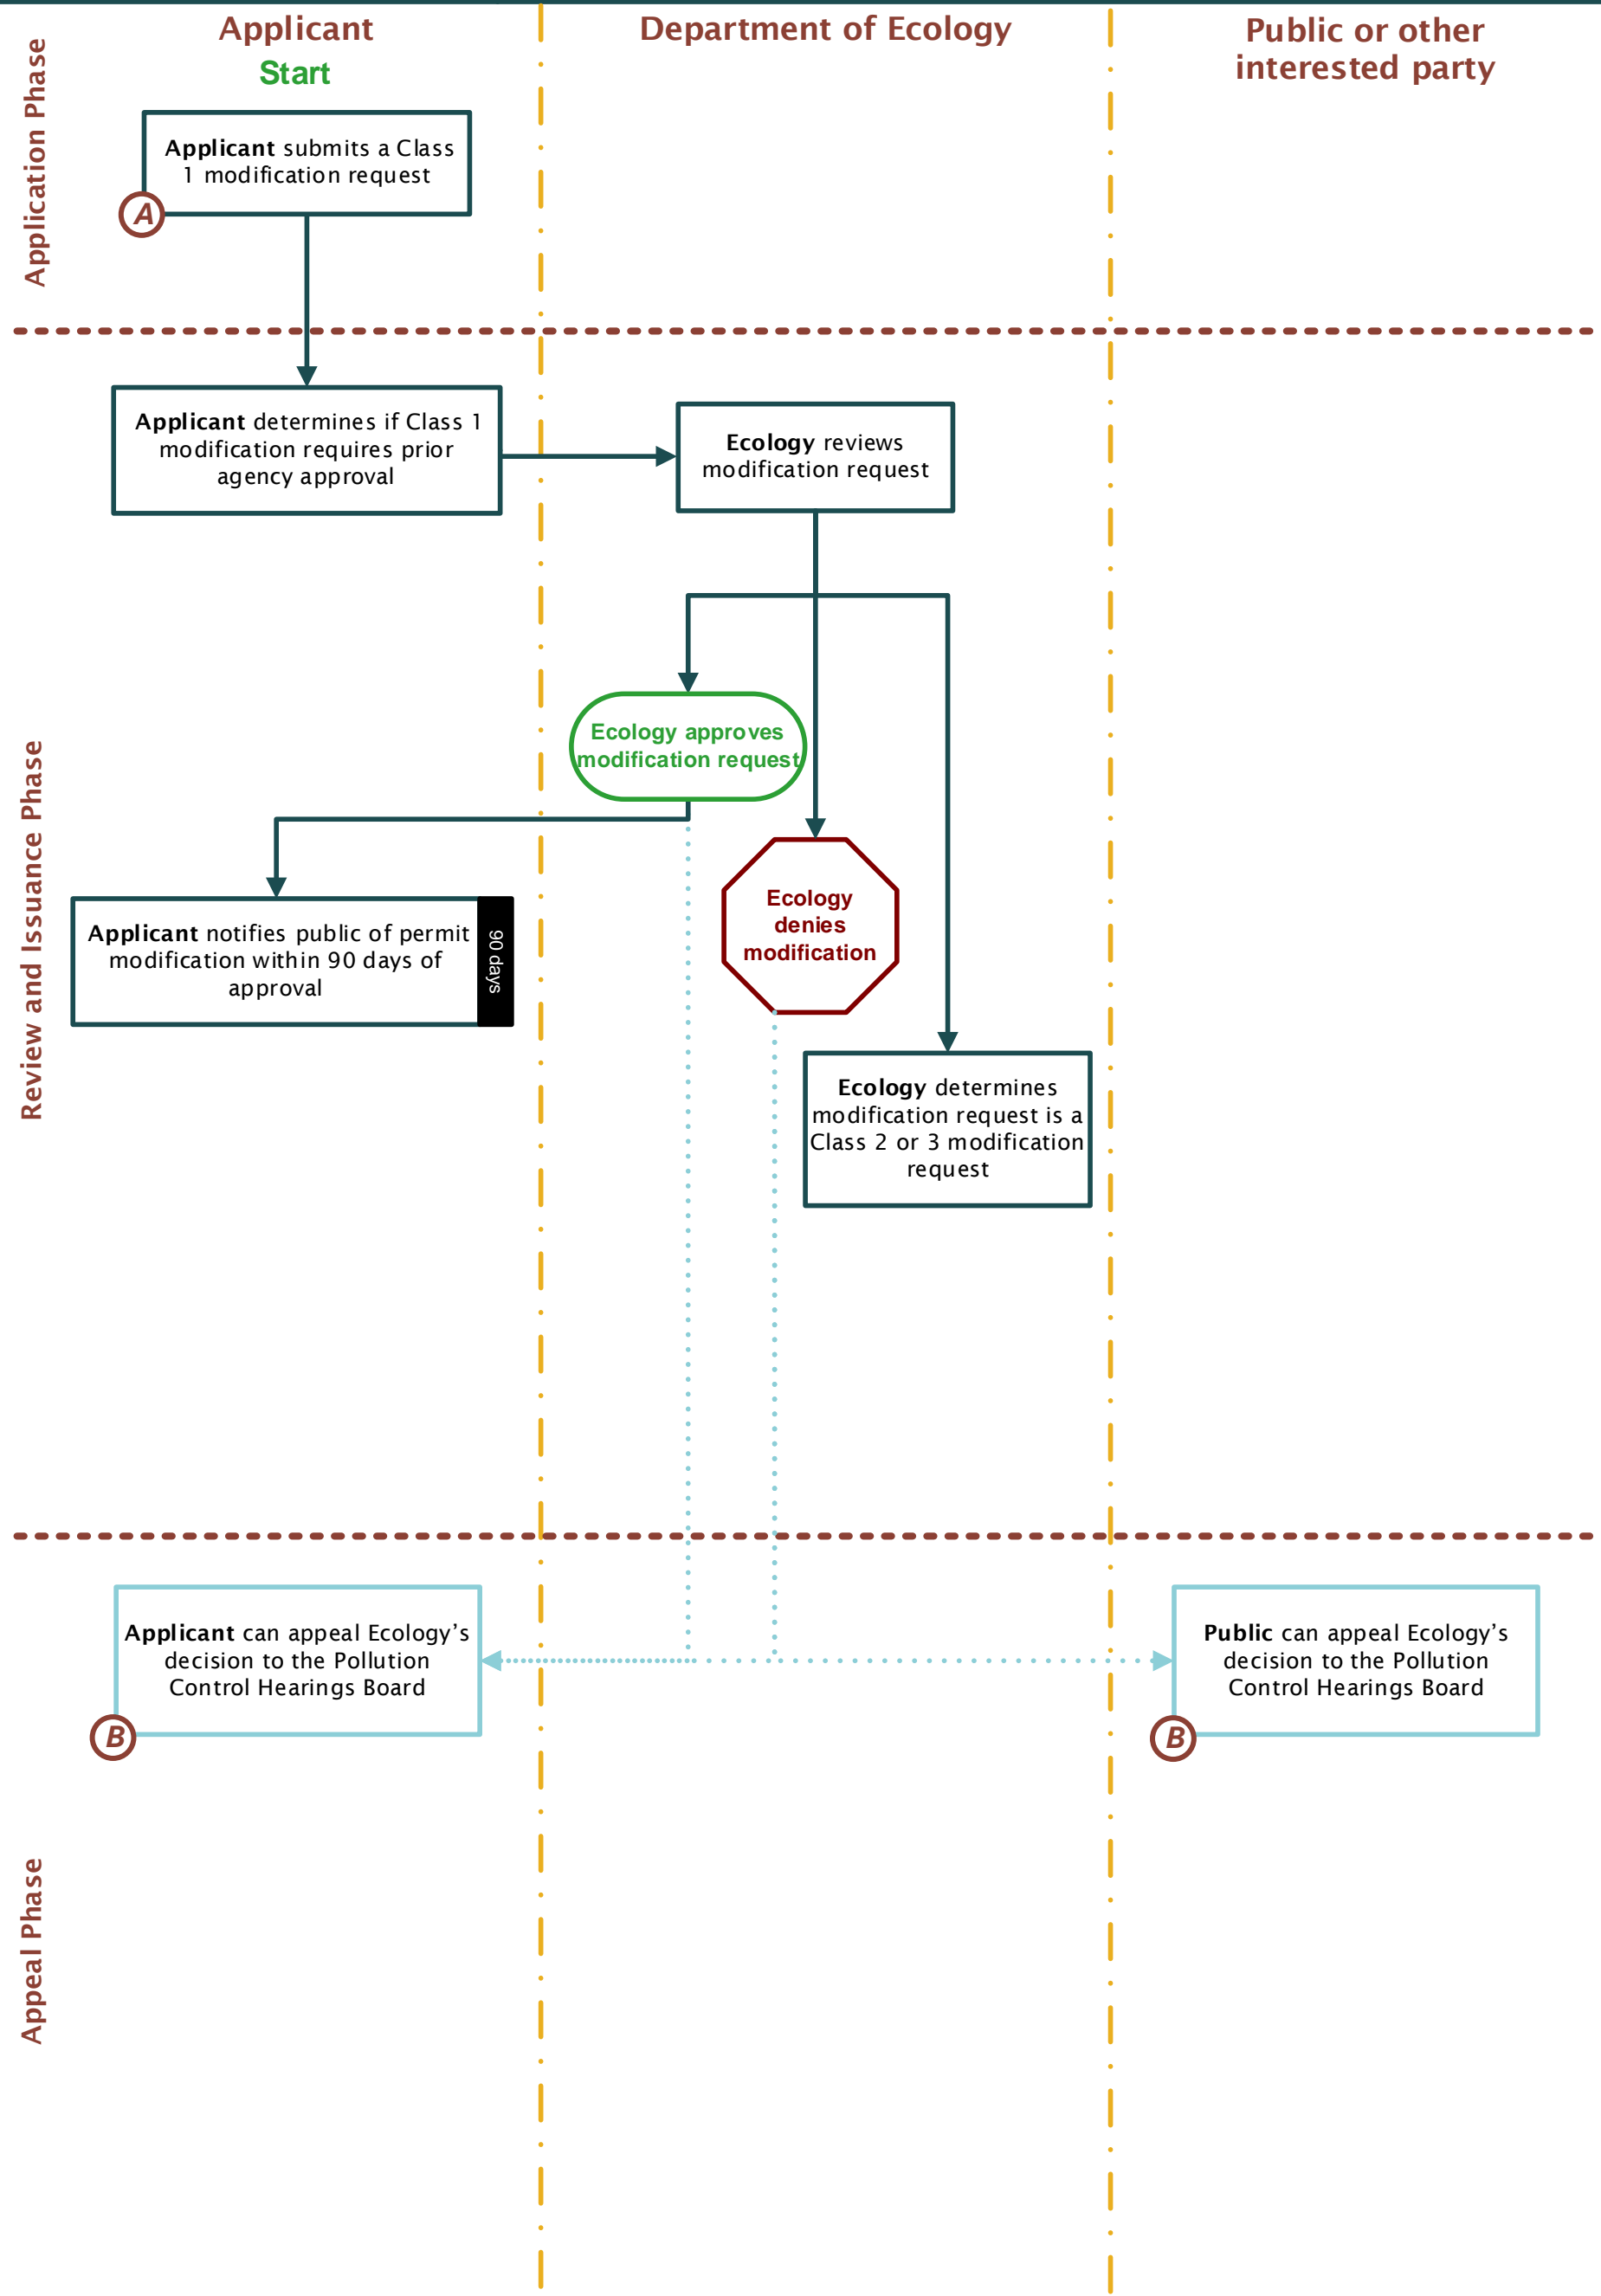 Applicant
Department of Ecology
Public or other
interested party
Start
Application Phase
Applicant submits a Class
1 modification request
A
Review and Issuance Phase
Applicant determines if Class 1
modification requires prior
agency approval
Ecology reviews
modification request
Ecology approves
modification request
Applicant notifies public of permit
modification within 90 days of
approval
90 days
Ecology
denies
modification
Ecology determines
modification request is a
Class 2 or 3 modification
request
Appeal Phase
Applicant can appeal Ecology’s
decision to the Pollution
Control Hearings Board
B
Public can appeal Ecology’s
decision to the Pollution
Control Hearings Board
B